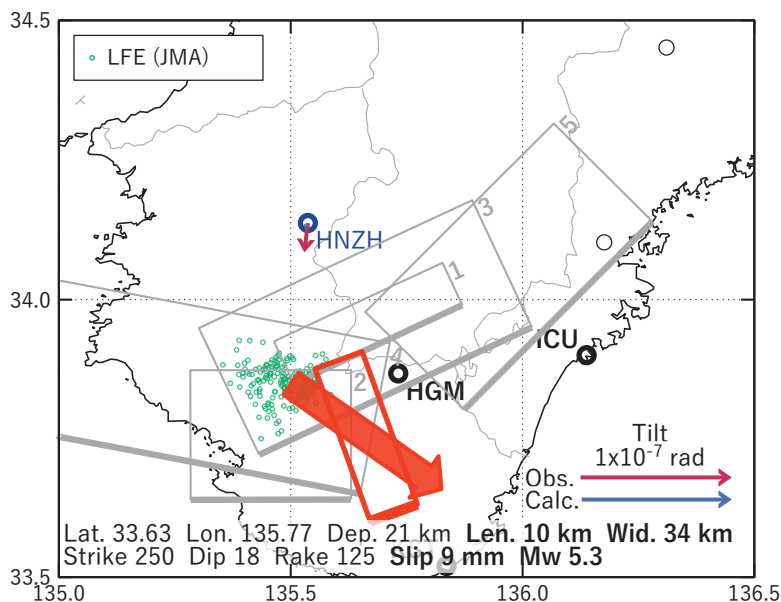 34.5
LFE (JMA)
5
3
HNZH
1
34.0
ICU
4
2
HGM
Tilt
1x10⁻⁷ rad
Obs.
Calc.
Lat. 33.63 Lon. 135.77 Dep. 21 km Len. 10 km Wid. 34 km
Strike 250 Dip 18 Rake 125 Slip 9 mm Mw 5.3
33.5
135.0 135.5 136.0 136.5